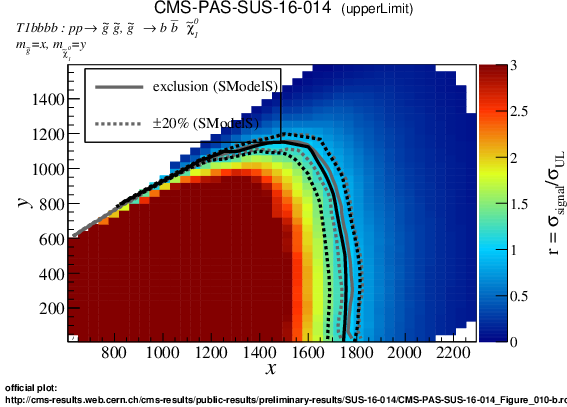 CMS-PAS-SUS-16-014 (upperLimit)
T1bbbb : pp → g̃ g̃, g̃ → b b̅ χ̃₁⁰
m_g̃=x, m_χ̃₁⁰=y
exclusion (SModelS)
±20% (SModelS)
y
1400
1200
1000
800
600
400
200
800 1000 1200 1400 1600 1800 2000 2200
x
3
2.5
2
1.5
1
0.5
0
r = σ_signal/σ_UL
official plot:
http://cms-results.web.cern.ch/cms-results/public-results/preliminary-results/SUS-16-014/CMS-PAS-SUS-16-014_Figure_010-b.ro